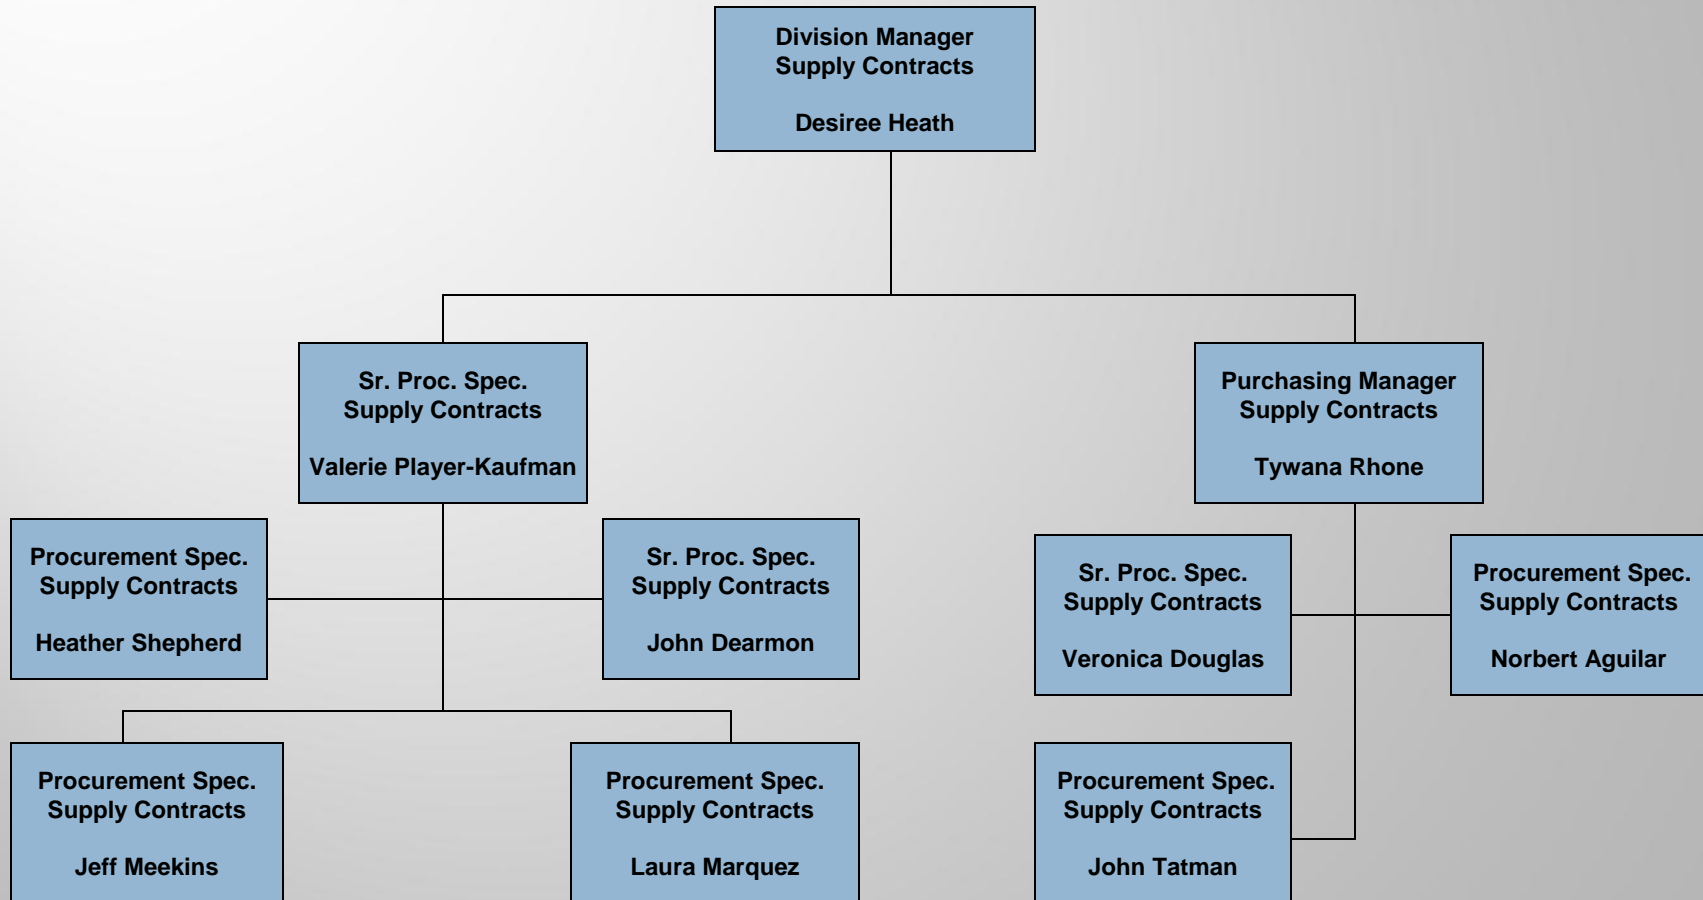 Division Manager
Supply Contracts
Desiree Heath
Sr. Proc. Spec.
Supply Contracts
Valerie Player-Kaufman
Purchasing Manager
Supply Contracts
Tywana Rhone
Procurement Spec.
Supply Contracts
Heather Shepherd
Sr. Proc. Spec.
Supply Contracts
John Dearmon
Sr. Proc. Spec.
Supply Contracts
Veronica Douglas
Procurement Spec.
Supply Contracts
Norbert Aguilar
Procurement Spec.
Supply Contracts
Jeff Meekins
Procurement Spec.
Supply Contracts
Laura Marquez
Procurement Spec.
Supply Contracts
John Tatman